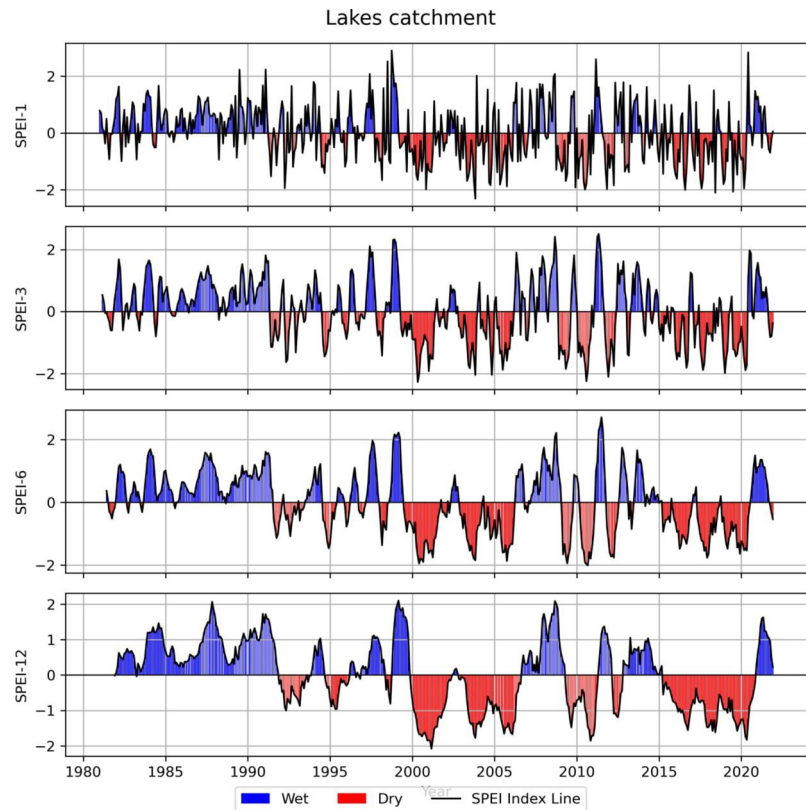 Lakes catchment
SPEI-1
2
0
−2
SPEI-3
2
0
−2
SPEI-6
2
0
−2
SPEI-12
2
1
0
−1
−2
1980 1985 1990 1995 2000 2005 2010 2015 2020
Year
Wet Dry SPEI Index Line